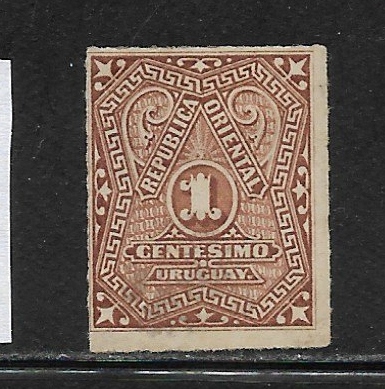 REPUBLICA ORIENTAL
1
CENTESIMO
URUGUAY.